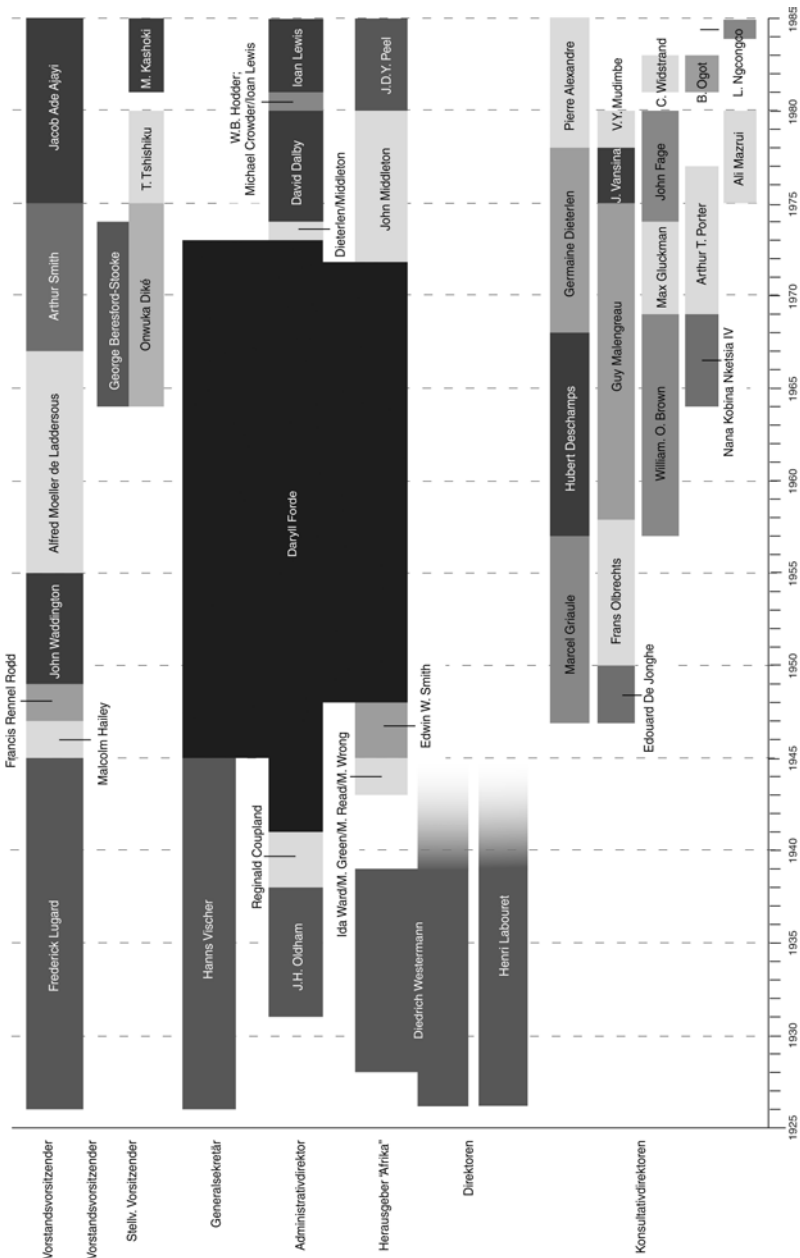 Vorstandsvorsitzender
Frederick Lugard
Malcolm Hailey
Francis Rennel Rodd
John Waddington
Alfred Moeller de Laddersous
Arthur Smith
Jacob Ade Ajayi
Vorstandsvorsitzender
Stellv. Vorsitzender
George Beresford-Stooke
Onwuka Diké
T. Tshishiku
M. Kashoki
Generalsekretär
Hanns Vischer
Daryll Forde
Administrativdirektor
J.H. Oldham
Reginald Coupland
Dieterlen/Middleton
David Dalby
W.B. Hodder;
Michael Crowder/Ioan Lewis
Ioan Lewis
Herausgeber "Afrika"
Ida Ward/M. Green/M. Read/M. Wrong
Edwin W. Smith
John Middleton
J.D.Y. Peel
Direktoren
Diedrich Westermann
Henri Labouret
Konsultativdirektoren
Marcel Griaule
Hubert Deschamps
Germaine Dieterlen
Pierre Alexandre
Edouard De Jonghe
Frans Olbrechts
Guy Malengreau
J. Vansina
V.Y. Mudimbe
William. O. Brown
Max Gluckman
John Fage
C. Widstrand
Nana Kobina Nketsia IV
Arthur T. Porter
B. Ogot
Ali Mazrui
L. Ngcongco
1925
1930
1935
1940
1945
1950
1955
1960
1965
1970
1975
1980
1985